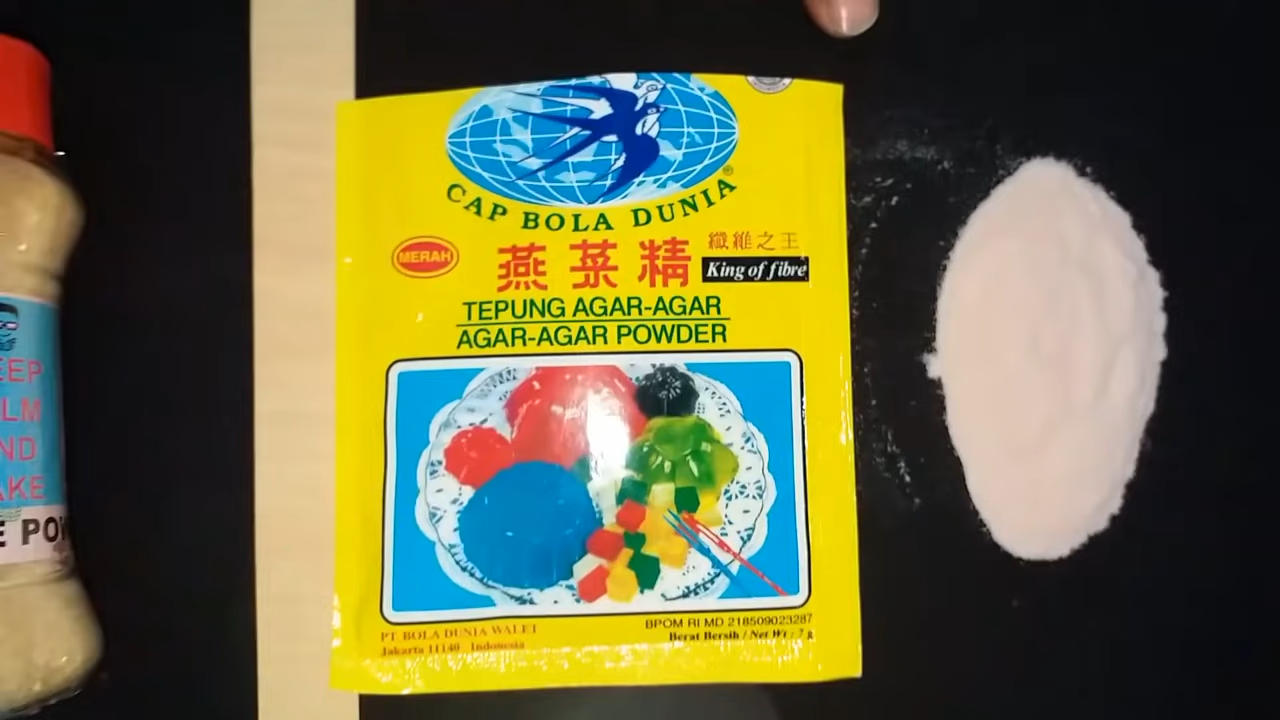 CAP BOLA DUNIA®
MERAH
燕菜精
纖維之王
King of fibre
TEPUNG AGAR-AGAR
AGAR-AGAR POWDER
PT. BOLA DUNIA WALET
Jakarta 11140 Indonesia
BPOM RI MD 218509023287
Berat Bersih / Net Wt : 7 g
EEP
LM
ND
AKE
E POW